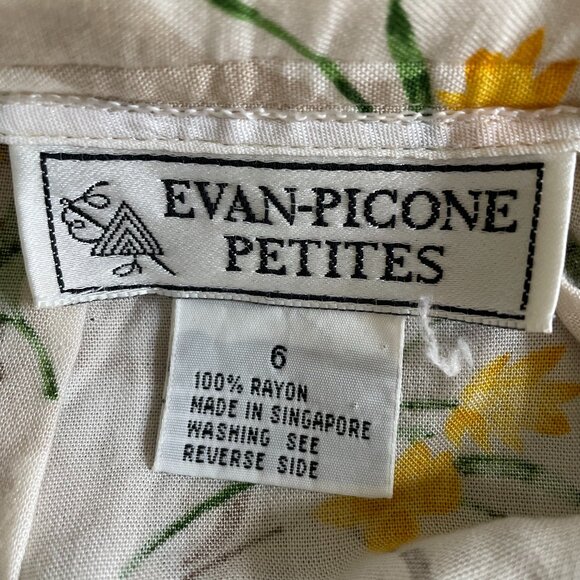 EVAN-PICONE
PETITES
6
100% RAYON
MADE IN SINGAPORE
WASHING SEE
REVERSE SIDE